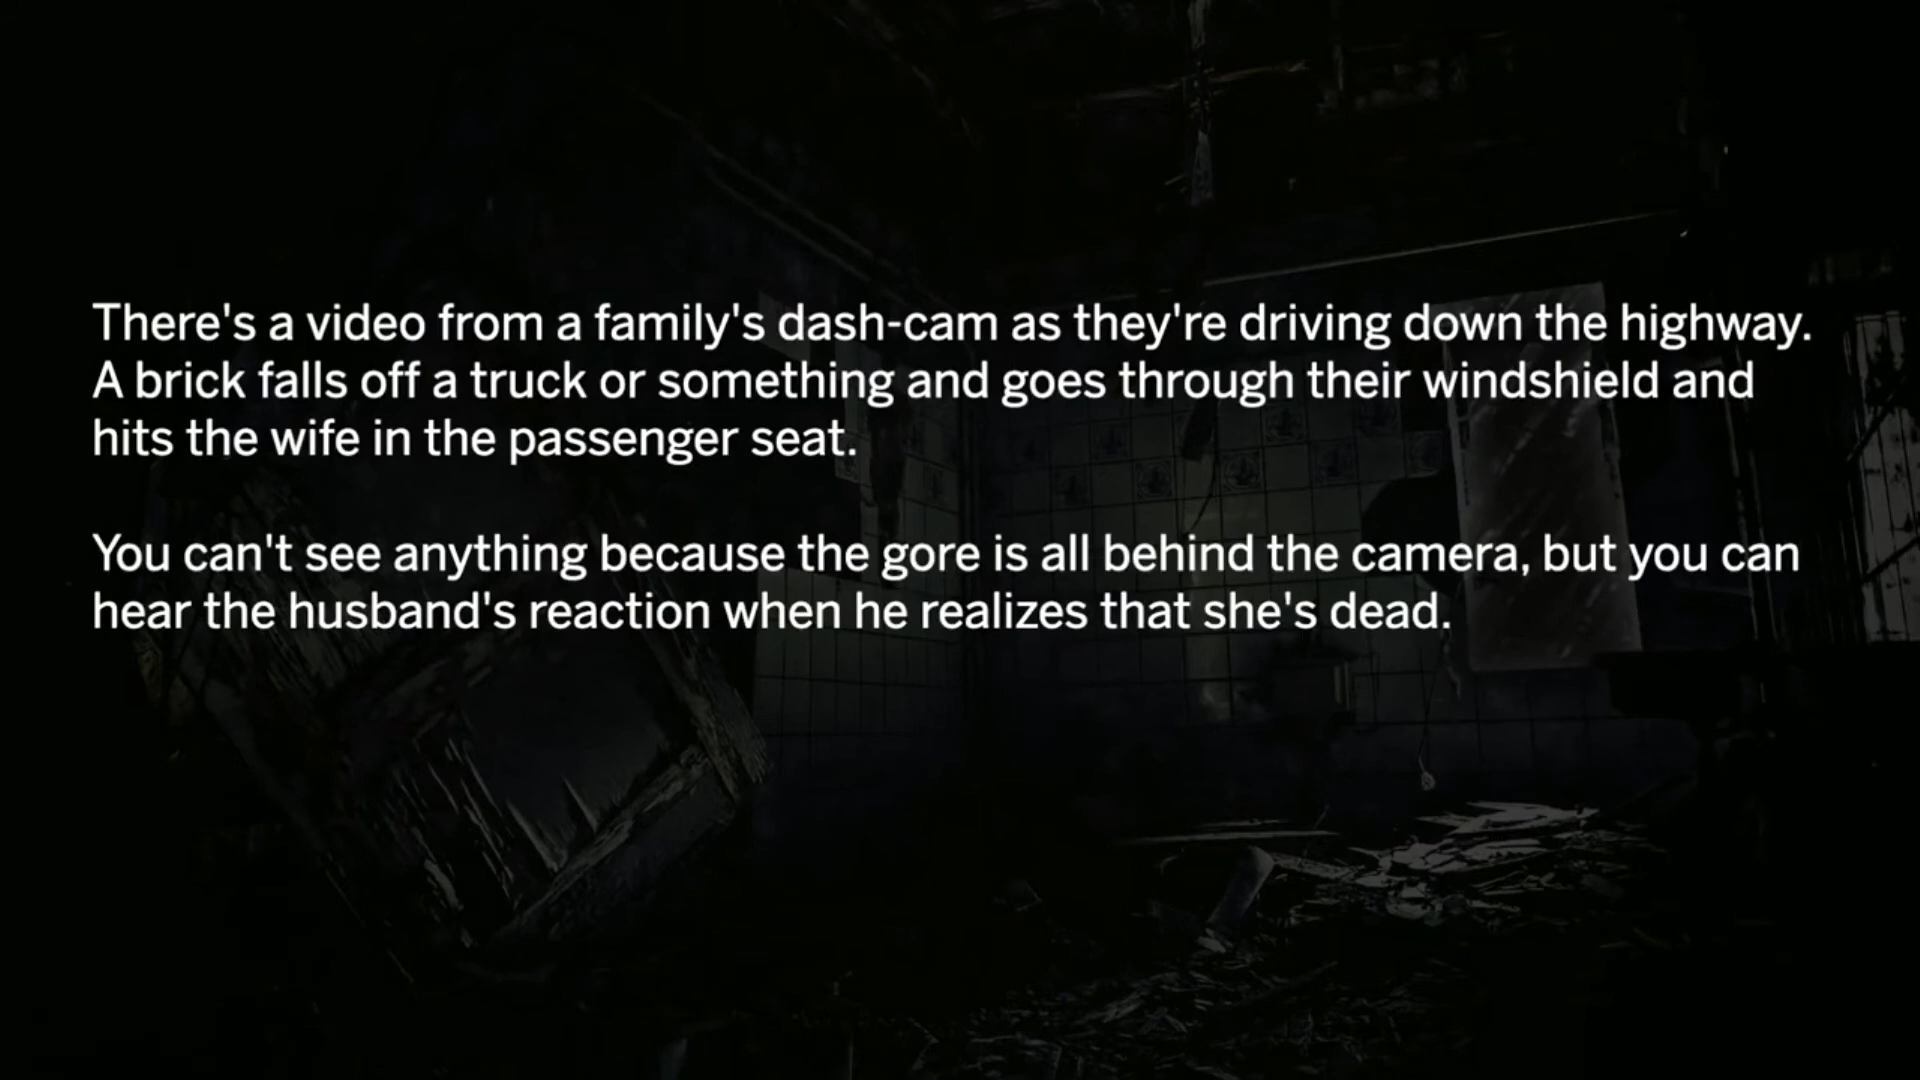 There's a video from a family's dash-cam as they're driving down the highway.
A brick falls off a truck or something and goes through their windshield and
hits the wife in the passenger seat.
You can't see anything because the gore is all behind the camera, but you can
hear the husband's reaction when he realizes that she's dead.